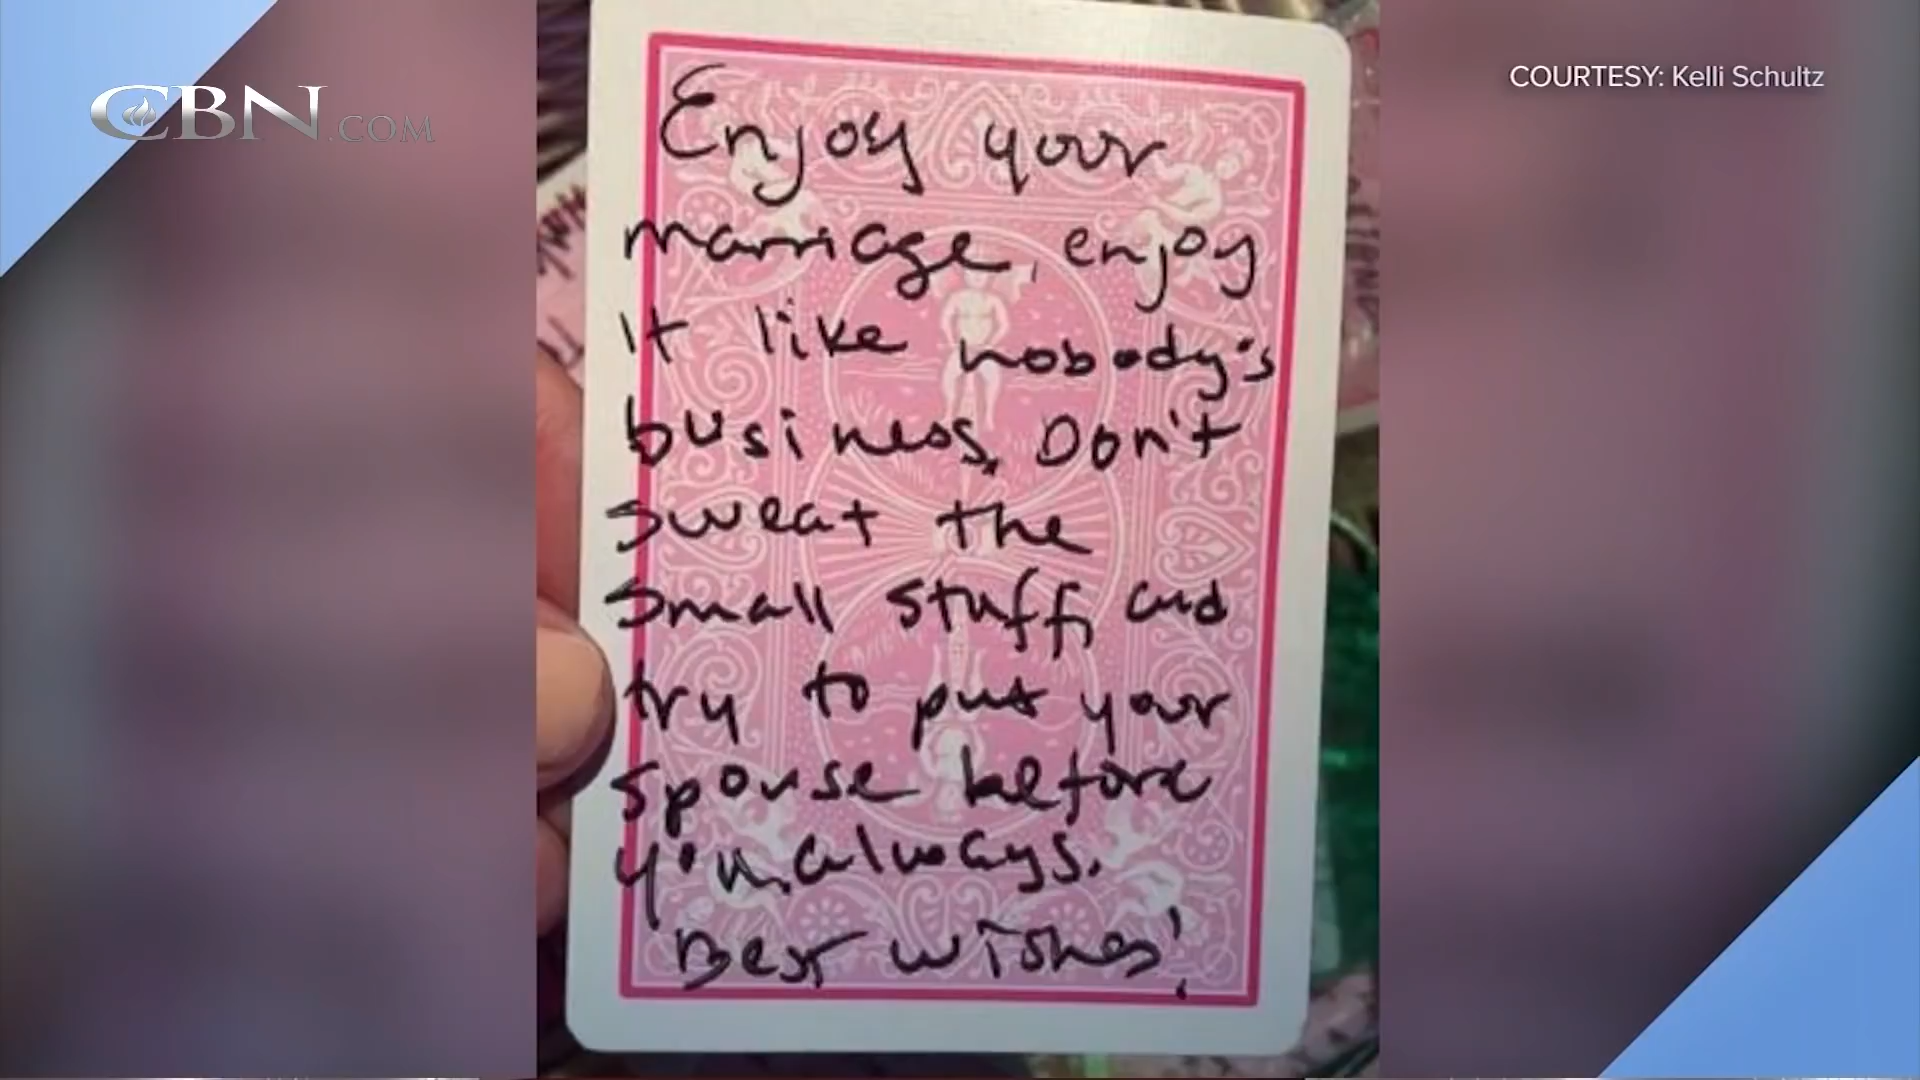 CBN.COM
COURTESY: Kelli Schultz
Enjoy your
marriage, enjoy
it like nobody's
business. Don't
sweat the
small stuff, and
try to put your
spouse before
you always.
Best wishes!